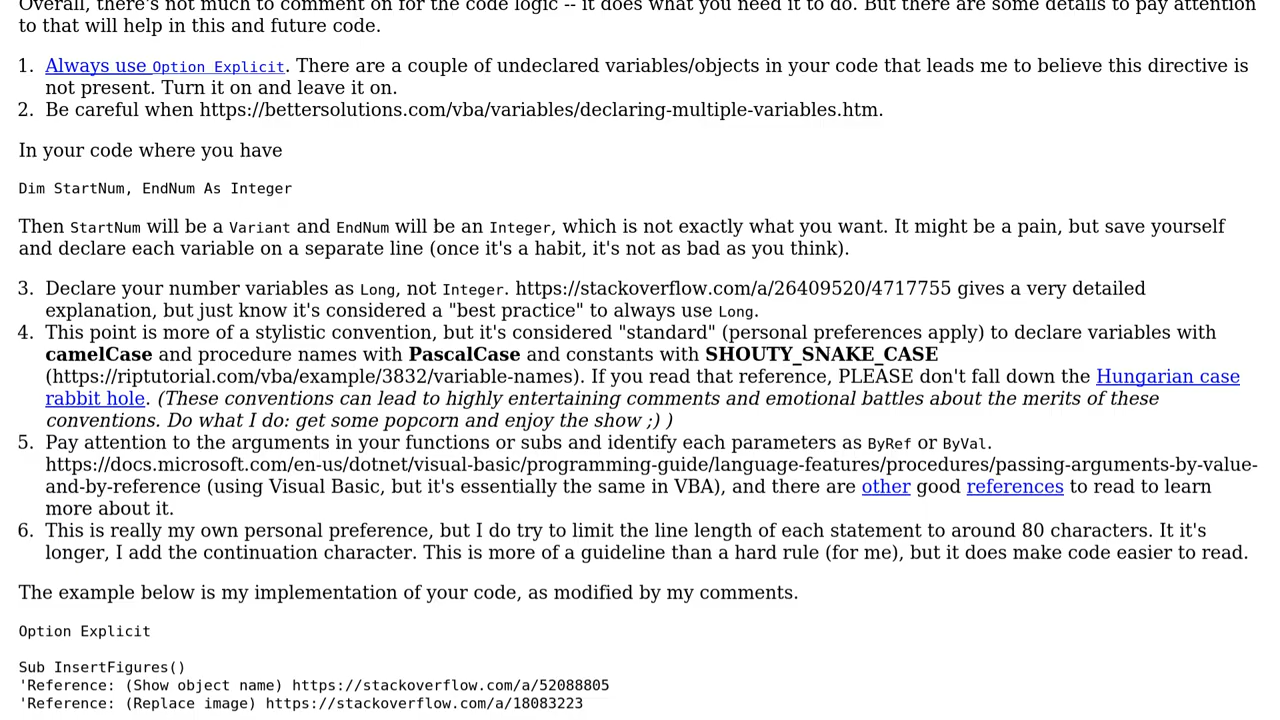 Overall, there's not much to comment on for the code logic -- it does what you need it to do. But there are some details to pay attention
to that will help in this and future code.
1. Always use Option Explicit. There are a couple of undeclared variables/objects in your code that leads me to believe this directive is
not present. Turn it on and leave it on.
2. Be careful when https://bettersolutions.com/vba/variables/declaring-multiple-variables.htm.
In your code where you have
Dim StartNum, EndNum As Integer
Then StartNum will be a Variant and EndNum will be an Integer, which is not exactly what you want. It might be a pain, but save yourself
and declare each variable on a separate line (once it's a habit, it's not as bad as you think).
3. Declare your number variables as Long, not Integer. https://stackoverflow.com/a/26409520/4717755 gives a very detailed
explanation, but just know it's considered a "best practice" to always use Long.
4. This point is more of a stylistic convention, but it's considered "standard" (personal preferences apply) to declare variables with
camelCase and procedure names with PascalCase and constants with SHOUTY_SNAKE_CASE
(https://riptutorial.com/vba/example/3832/variable-names). If you read that reference, PLEASE don't fall down the Hungarian case
rabbit hole. (These conventions can lead to highly entertaining comments and emotional battles about the merits of these
conventions. Do what I do: get some popcorn and enjoy the show ;) )
5. Pay attention to the arguments in your functions or subs and identify each parameters as ByRef or ByVal.
https://docs.microsoft.com/en-us/dotnet/visual-basic/programming-guide/language-features/procedures/passing-arguments-by-value-
and-by-reference (using Visual Basic, but it's essentially the same in VBA), and there are other good references to read to learn
more about it.
6. This is really my own personal preference, but I do try to limit the line length of each statement to around 80 characters. It it's
longer, I add the continuation character. This is more of a guideline than a hard rule (for me), but it does make code easier to read.
The example below is my implementation of your code, as modified by my comments.
Option Explicit
Sub InsertFigures()
'Reference: (Show object name) https://stackoverflow.com/a/52088805
'Reference: (Replace image) https://stackoverflow.com/a/18083223